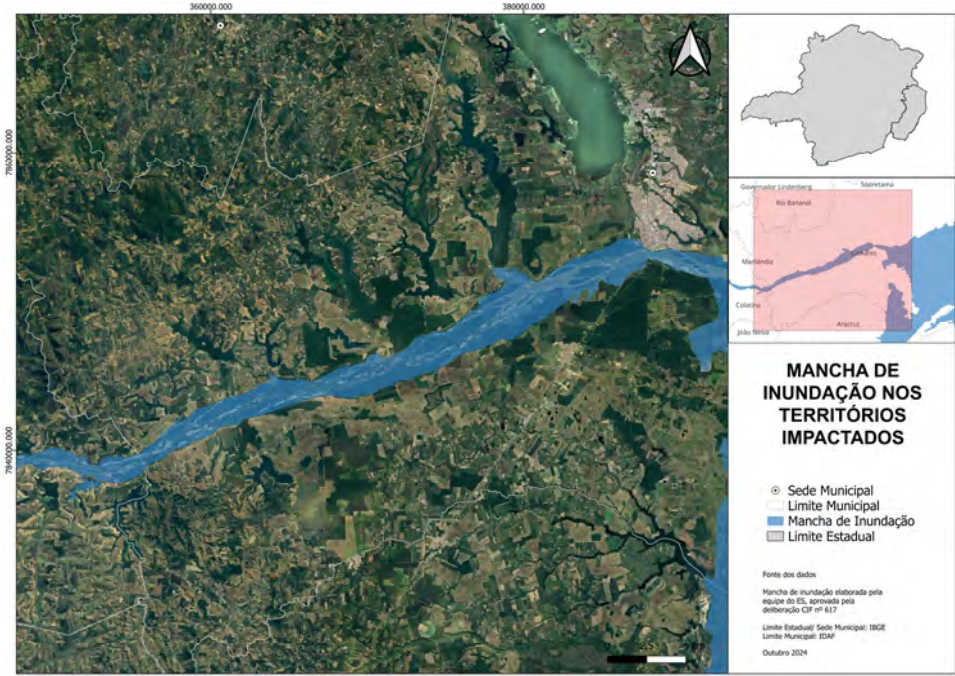 360000.000
380000.000
7860000.000
7840000.000
Governador Lindenberg
Sooretama
Rio Bananal
Marilândia
Linhares
Colatina
Aracruz
João Neiva
MANCHA DE
INUNDAÇÃO NOS
TERRITÓRIOS
IMPACTADOS
Sede Municipal
Limite Municipal
Mancha de Inundação
Limite Estadual
Fonte dos dados
Mancha de inundação elaborada pela
equipe do ES, aprovada pela
deliberação CIF nº 617
Limite Estadual/ Sede Municipal: IBGE
Limite Municipal: IDAF
Outubro 2024